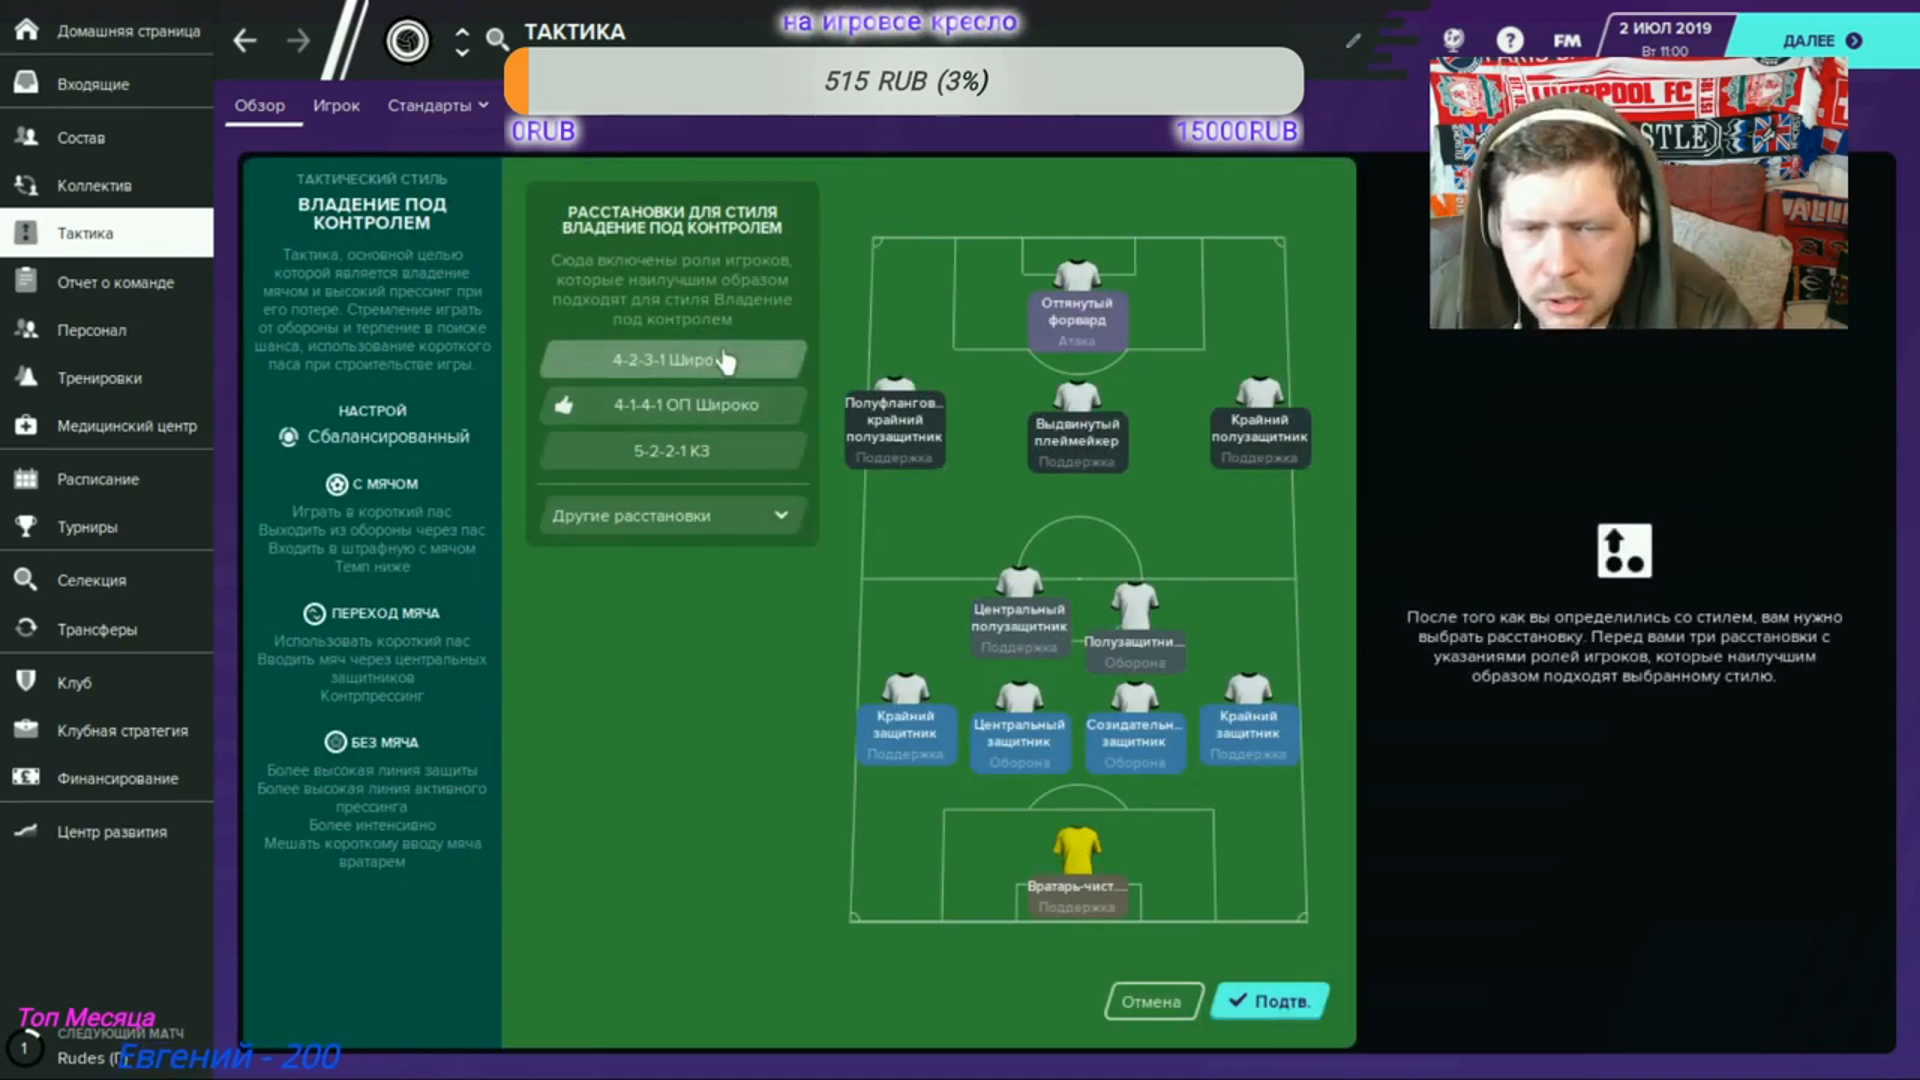 Домашняя страница
Входящие
Состав
Коллектив
Тактика
Отчет о команде
Персонал
Тренировки
Медицинский центр
Расписание
Турниры
Селекция
Трансферы
Клуб
Клубная стратегия
Финансирование
Центр развития
Топ Месяца
СЛЕДУЮЩИЙ МАТЧ
1
Rudes
Евгений - 200
ТАКТИКА
на игровое кресло
515 RUB (3%)
0RUB
15000RUB
?
FM
2 ИЮЛ 2019
Вт 11:00
ДАЛЕЕ
Обзор
Игрок
Стандарты
LIVERPOOL FC
ТАКТИЧЕСКИЙ СТИЛЬ
ВЛАДЕНИЕ ПОД
КОНТРОЛЕМ
Тактика, основной целью
которой является владение
мячом и высокий прессинг при
его потере. Стремление играть
от обороны и терпение в поиске
шанса, использование короткого
паса при строительстве игры.
НАСТРОЙ
Сбалансированный
С МЯЧОМ
Играть в короткий пас
Выходить из обороны через пас
Входить в штрафную с мячом
Темп ниже
ПЕРЕХОД МЯЧА
Использовать короткий пас
Вводить мяч через центральных
защитников
Контрпрессинг
БЕЗ МЯЧА
Более высокая линия защиты
Более высокая линия активного
прессинга
Более интенсивно
Мешать короткому вводу мяча
вратарем
РАССТАНОВКИ ДЛЯ СТИЛЯ
ВЛАДЕНИЕ ПОД КОНТРОЛЕМ
Сюда включены роли игроков,
которые наилучшим образом
подходят для стиля Владение
под контролем
4-2-3-1 Широ
4-1-4-1 ОП Широко
5-2-2-1 КЗ
Другие расстановки
Оттянутый
форвард
Атака
Полуфлангов...
крайний
полузащитник
Поддержка
Выдвинутый
плеймейкер
Поддержка
Крайний
полузащитник
Поддержка
Центральный
полузащитник
Поддержка
Полузащитни...
Оборона
Крайний
защитник
Поддержка
Центральный
защитник
Оборона
Созидательн...
защитник
Оборона
Крайний
защитник
Поддержка
Вратарь-чист...
Поддержка
Отмена
Подтв.
После того как вы определились со стилем, вам нужно
выбрать расстановку. Перед вами три расстановки с
указаниями ролей игроков, которые наилучшим
образом подходят выбранному стилю.